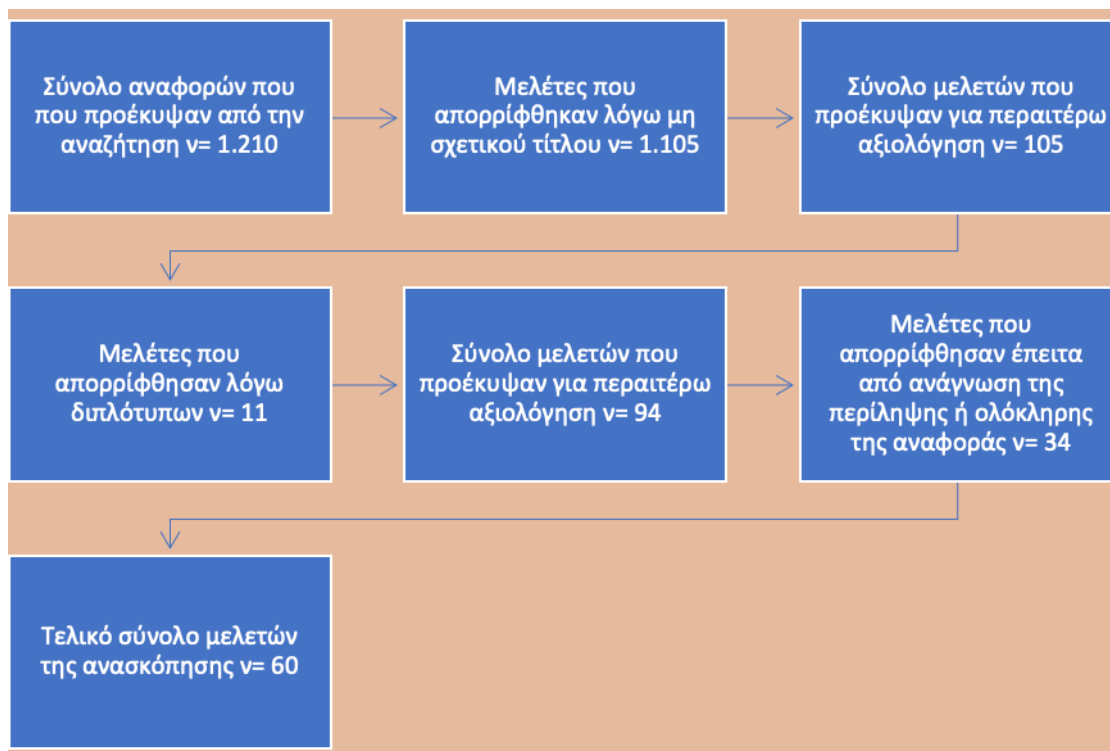 Σύνολο αναφορών που
που προέκυψαν από την
αναζήτηση ν= 1.210
Μελέτες που
απορρίφθηκαν λόγω μη
σχετικού τίτλου ν= 1.105
Σύνολο μελετών που
προέκυψαν για περαιτέρω
αξιολόγηση ν= 105
Μελέτες που
απορρίφθησαν λόγω
διπλότυπων ν= 11
Σύνολο μελετών που
προέκυψαν για περαιτέρω
αξιολόγηση ν= 94
Μελέτες που
απορρίφθησαν έπειτα
από ανάγνωση της
περίληψης ή ολόκληρης
της αναφοράς ν= 34
Τελικό σύνολο μελετών
της ανασκόπησης ν= 60